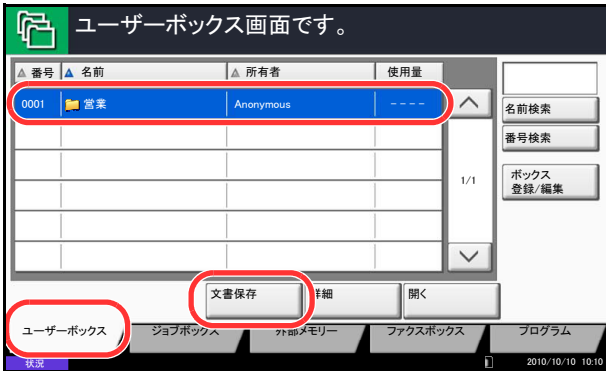 ユーザーボックス画面です。
番号 名前 所有者 使用量
0001 営業 Anonymous ----
名前検索
番号検索
1/1
ボックス
登録/編集
文書保存 詳細 開く
ユーザーボックス ジョブボックス 外部メモリー ファクスボックス プログラム
状況 2010/10/10 10:10